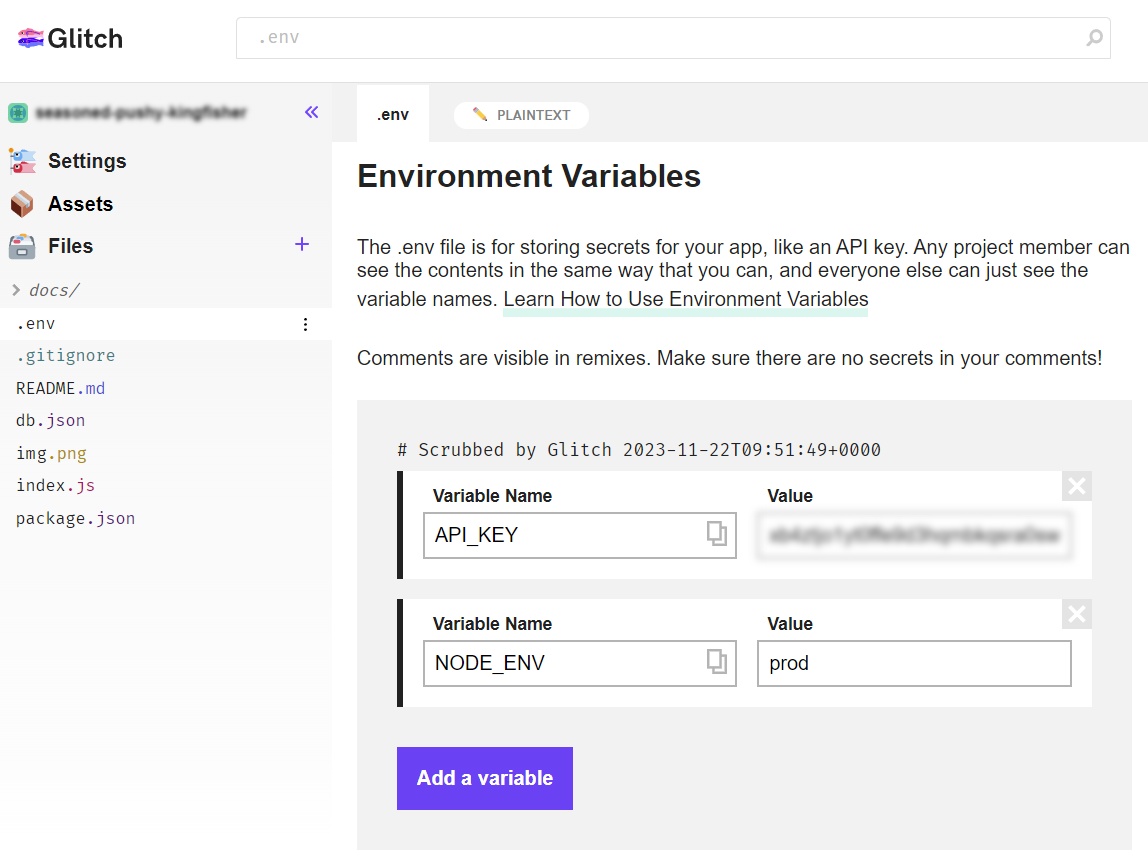 Glitch
.env
seasoned-pushy-kingfisher
Settings
Assets
Files
docs/
.env
.gitignore
README.md
db.json
img.png
index.js
package.json
.env
PLAINTEXT
Environment Variables
The .env file is for storing secrets for your app, like an API key. Any project member can
see the contents in the same way that you can, and everyone else can just see the
variable names. Learn How to Use Environment Variables
Comments are visible in remixes. Make sure there are no secrets in your comments!
# Scrubbed by Glitch 2023-11-22T09:51:49+0000
Variable Name
Value
API_KEY
Variable Name
Value
NODE_ENV
prod
Add a variable